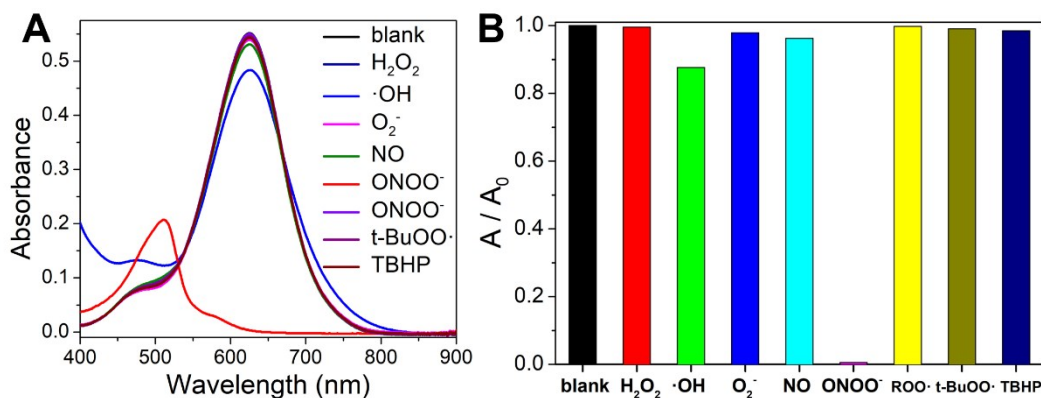 A
Absorbance
0.5
0.4
0.3
0.2
0.1
0.0
400 500 600 700 800 900
Wavelength (nm)
blank
H₂O₂
·OH
O₂⁻
NO
ONOO⁻
ONOO⁻
t-BuOO·
TBHP
B
A / A₀
1.0
0.8
0.6
0.4
0.2
0.0
blank H₂O₂ ·OH O₂⁻ NO ONOO⁻ ROO· t-BuOO· TBHP